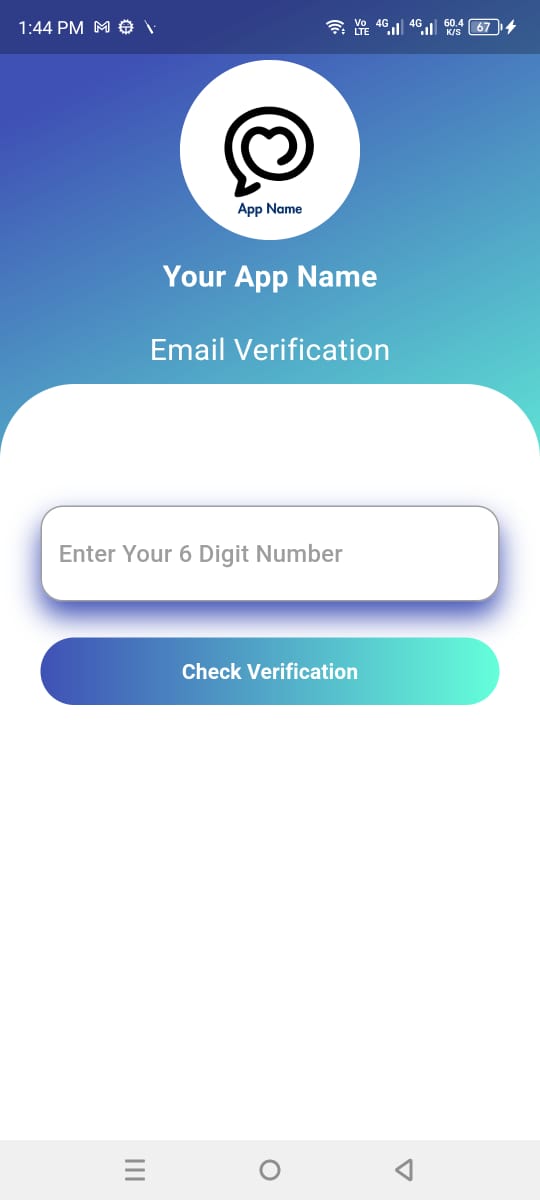 1:44 PM
Vo LTE 4G 4G 60.4 K/S 67
App Name
Your App Name
Email Verification
Enter Your 6 Digit Number
Check Verification